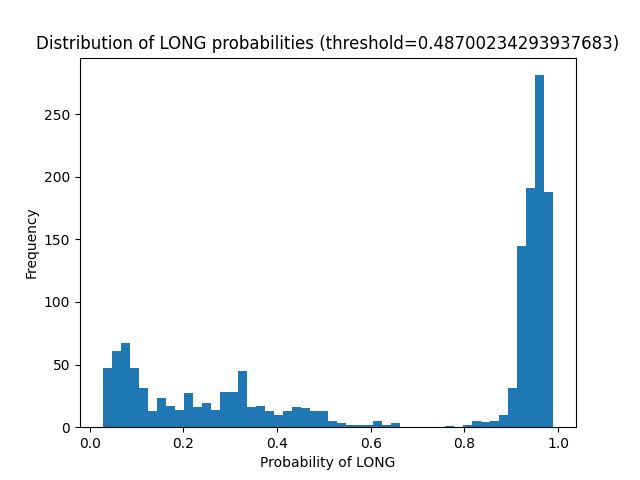 Distribution of LONG probabilities (threshold=0.48700234293937683)
250
200
150
100
50
0
Frequency
0.0 0.2 0.4 0.6 0.8 1.0
Probability of LONG